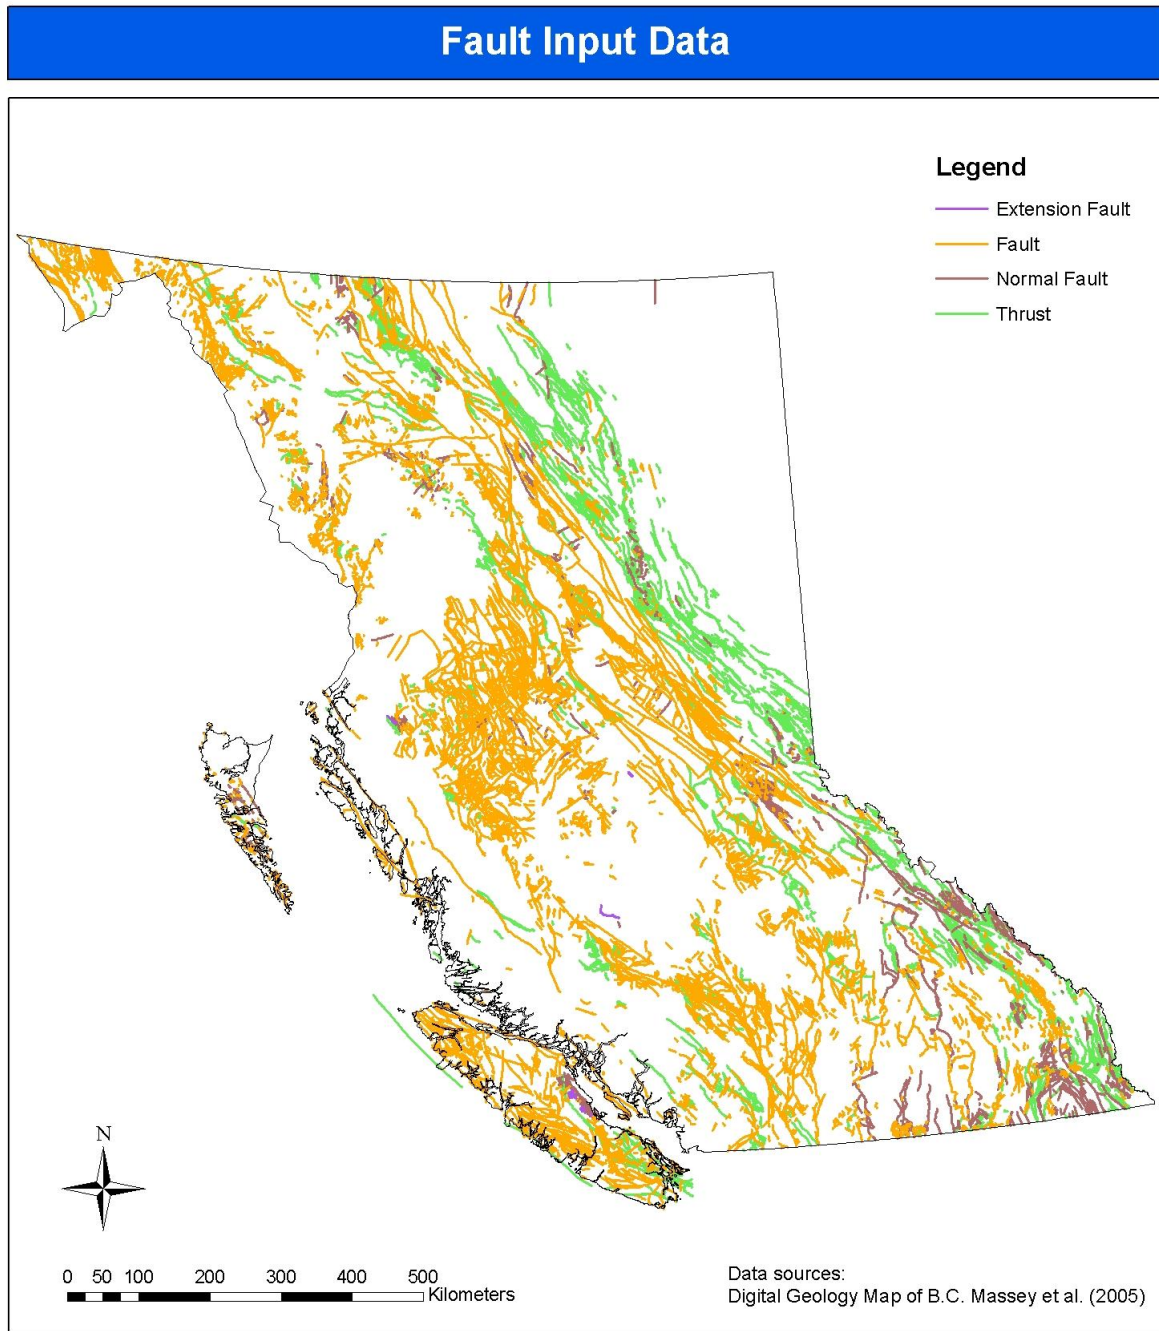 Fault Input Data
Legend
Extension Fault
Fault
Normal Fault
Thrust
N
0 50 100 200 300 400 500
Kilometers
Data sources:
Digital Geology Map of B.C. Massey et al. (2005)